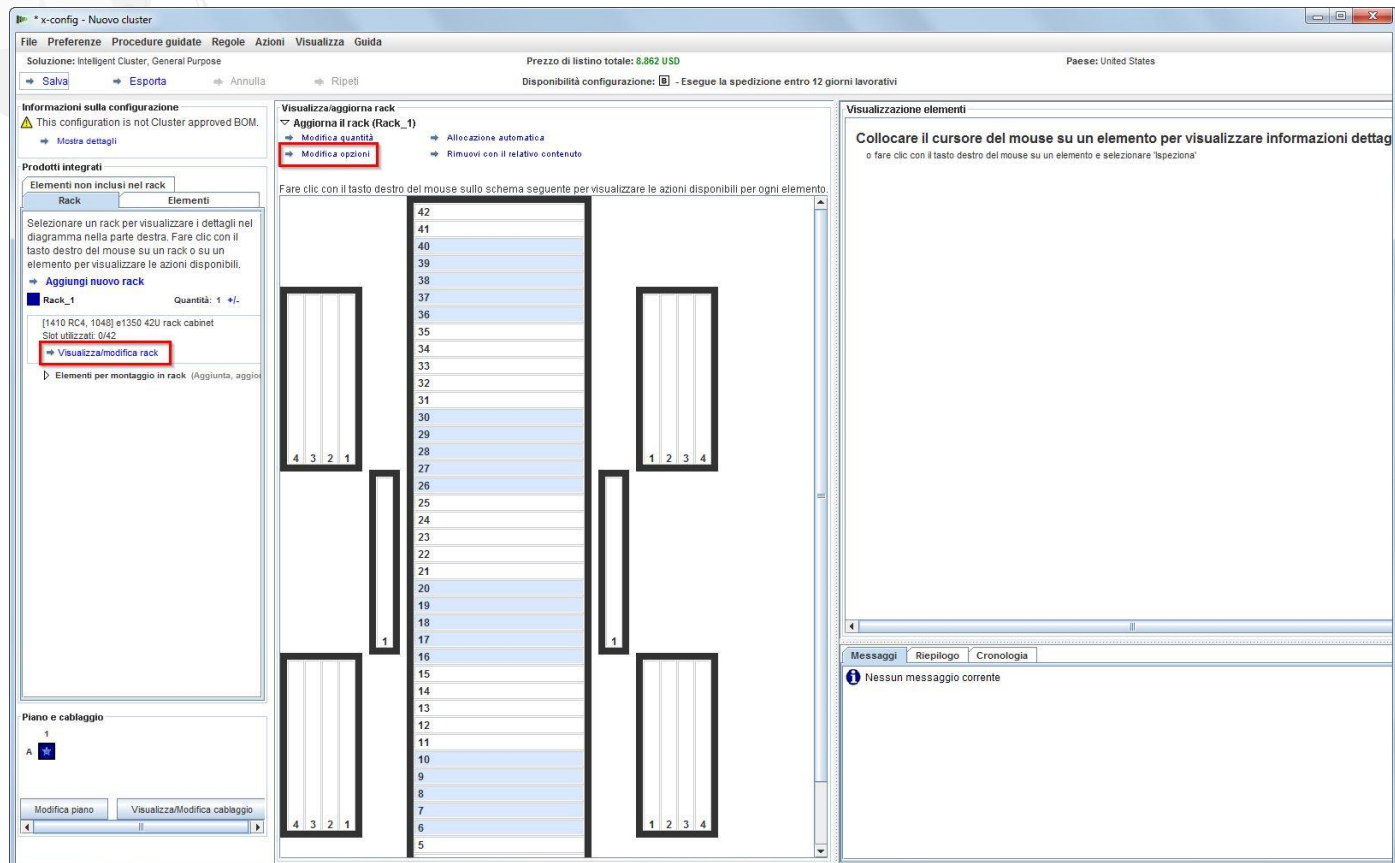 * x-config - Nuovo cluster
File Preferenze Procedure guidate Regole Azioni Visualizza Guida
Soluzione: Intelligent Cluster, General Purpose
Prezzo di listino totale: 8.862 USD
Paese: United States
Salva Esporta Annulla Ripeti
Disponibilità configurazione: B - Esegue la spedizione entro 12 giorni lavorativi
Informazioni sulla configurazione
This configuration is not Cluster approved BOM.
Mostra dettagli
Prodotti integrati
Elementi non inclusi nel rack
Rack Elementi
Selezionare un rack per visualizzare i dettagli nel
diagramma nella parte destra. Fare clic con il
tasto destro del mouse su un rack o su un
elemento per visualizzare le azioni disponibili.
Aggiungi nuovo rack
Rack_1 Quantità: 1 +/-
[1410 RC4, 1048] e1350 42U rack cabinet
Slot utilizzati: 0/42
Visualizza/modifica rack
Elementi per montaggio in rack (Aggiunta, aggio
Piano e cablaggio
1
A
Modifica piano Visualizza/Modifica cablaggio
Visualizza/aggiorna rack
Aggiorna il rack (Rack_1)
Modifica quantità Allocazione automatica
Modifica opzioni Rimuovi con il relativo contenuto
Fare clic con il tasto destro del mouse sullo schema seguente per visualizzare le azioni disponibili per ogni elemento.
42
41
40
39
38
37
36
35
34
33
32
31
30
29
28
4 3 2 1
1 2 3 4
27
26
25
24
23
22
21
20
19
18
17
1
1
16
15
14
13
12
11
10
9
8
7
6
4 3 2 1
1 2 3 4
5
Visualizzazione elementi
Collocare il cursore del mouse su un elemento per visualizzare informazioni dettag
o fare clic con il tasto destro del mouse su un elemento e selezionare 'Ispeziona'
Messaggi Riepilogo Cronologia
Nessun messaggio corrente